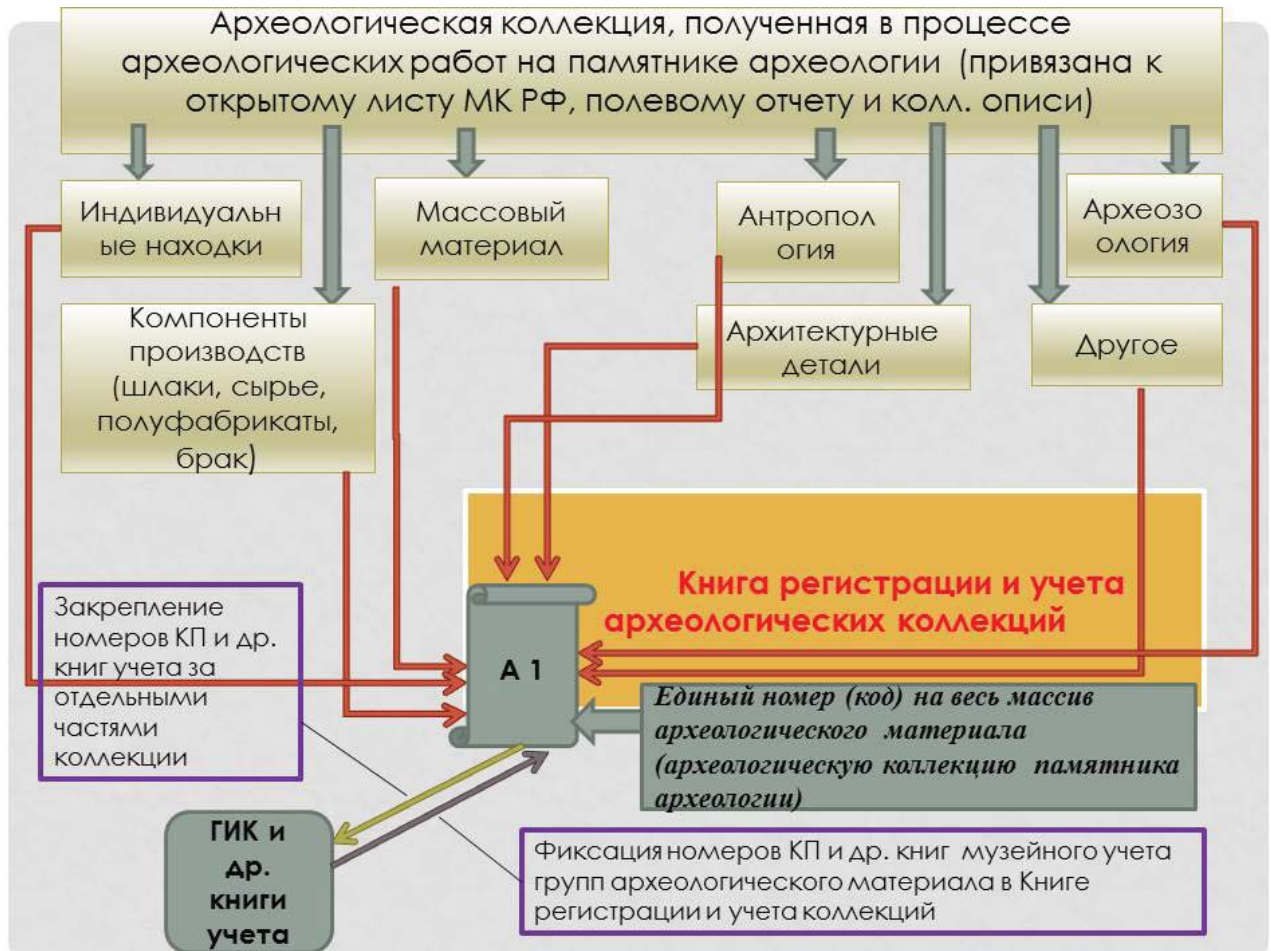 Археологическая коллекция, полученная в процессе
археологических работ на памятнике археологии (привязана к
открытому листу МК РФ, полевому отчету и колл. описи)
Индивидуальн
ые находки
Массовый
материал
Антропол
огия
Археозо
ология
Компоненты
производств
(шлаки, сырье,
полуфабрикаты,
брак)
Архитектурные
детали
Другое
Книга регистрации и учета
археологических коллекций
Закрепление
номеров КП и др.
книг учета за
отдельными
частями
коллекции
А 1
Единый номер (код) на весь массив
археологического материала
(археологическую коллекцию памятника
археологии)
ГИК и
др.
книги
учета
Фиксация номеров КП и др. книг музейного учета
групп археологического материала в Книге
регистрации и учета коллекций